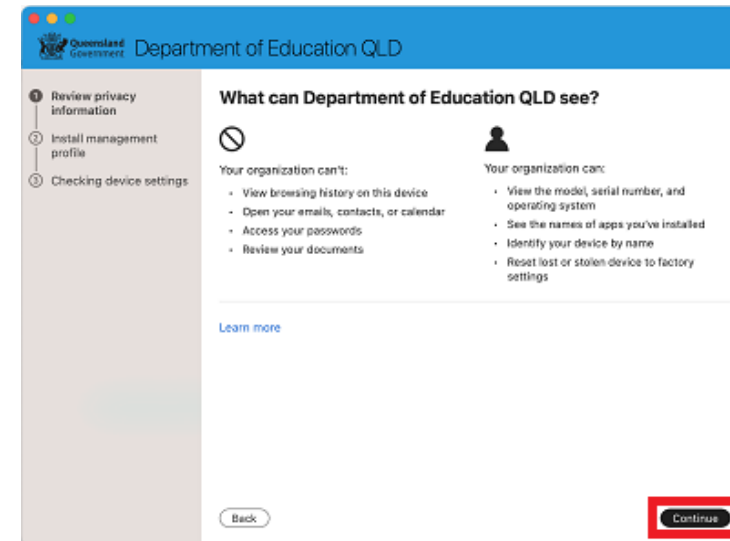 Queensland
Government
Department of Education QLD
1 Review privacy
information
2 Install management
profile
3 Checking device settings
What can Department of Education QLD see?
Your organization can't:
• View browsing history on this device
• Open your emails, contacts, or calendar
• Access your passwords
• Review your documents
Your organization can:
• View the model, serial number, and
operating system
• See the names of apps you've installed
• Identify your device by name
• Reset lost or stolen device to factory
settings
Learn more
Back
Continue